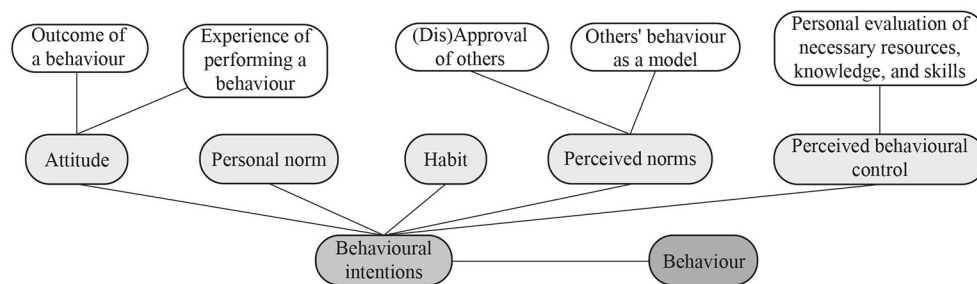 Outcome of
a behaviour
Experience of
performing a
behaviour
(Dis)Approval
of others
Others' behaviour
as a model
Personal evaluation of
necessary resources,
knowledge, and skills
Attitude
Personal norm
Habit
Perceived norms
Perceived behavioural
control
Behavioural
intentions
Behaviour